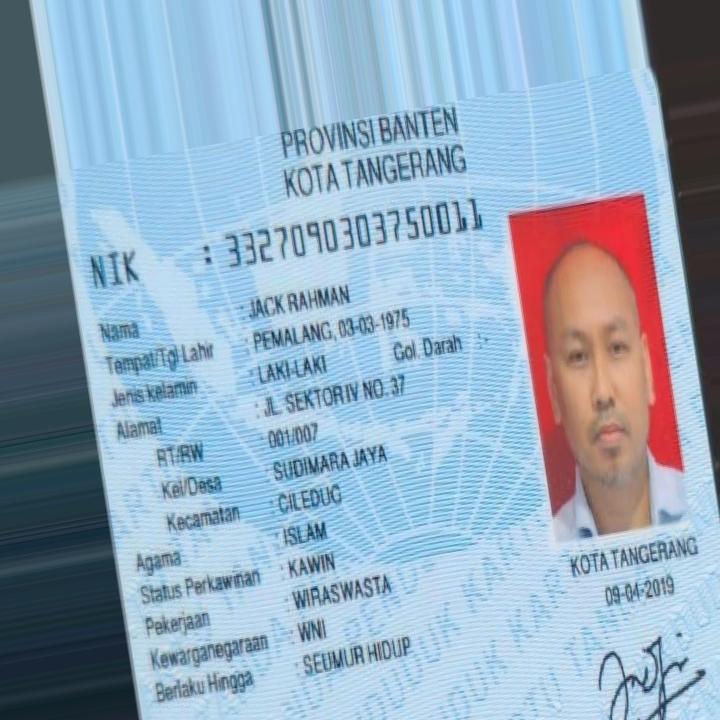 PROVINSI BANTEN
KOTA TANGERANG
NIK : 3327090303750011
Nama : JACK RAHMAN
Tempat/Tgl Lahir : PEMALANG, 03-03-1975
Jenis kelamin : LAKI-LAKI Gol. Darah : -
Alamat : JL. SEKTOR IV NO. 37
RT/RW : 001/007
Kel/Desa : SUDIMARA JAYA
Kecamatan : CILEDUG
Agama : ISLAM
Status Perkawinan : KAWIN
Pekerjaan : WIRASWASTA
Kewarganegaraan : WNI
Berlaku Hingga : SEUMUR HIDUP
KOTA TANGERANG
09-04-2019